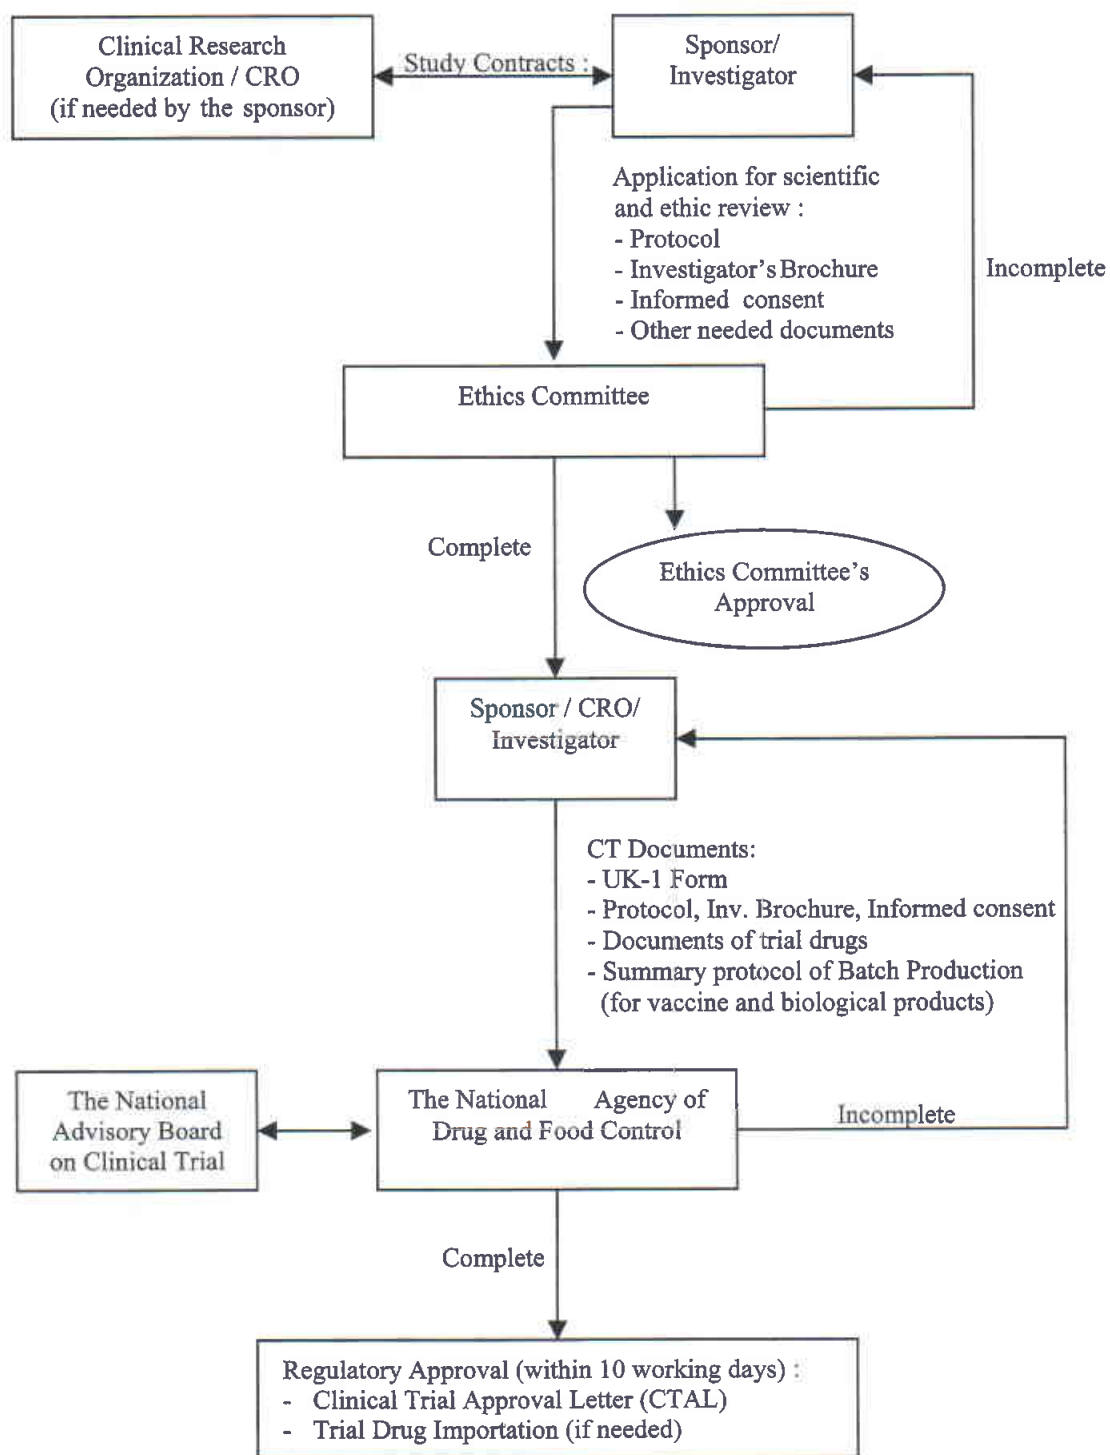 Clinical Research
Organization / CRO
(if needed by the sponsor)
Study Contracts :
Sponsor/
Investigator
Application for scientific
and ethic review :
- Protocol
- Investigator's Brochure
- Informed consent
- Other needed documents
Incomplete
Ethics Committee
Complete
Ethics Committee's
Approval
Sponsor / CRO/
Investigator
CT Documents:
- UK-1 Form
- Protocol, Inv. Brochure, Informed consent
- Documents of trial drugs
- Summary protocol of Batch Production
(for vaccine and biological products)
The National
Advisory Board
on Clinical Trial
The National Agency of
Drug and Food Control
Incomplete
Complete
Regulatory Approval (within 10 working days) :
- Clinical Trial Approval Letter (CTAL)
- Trial Drug Importation (if needed)